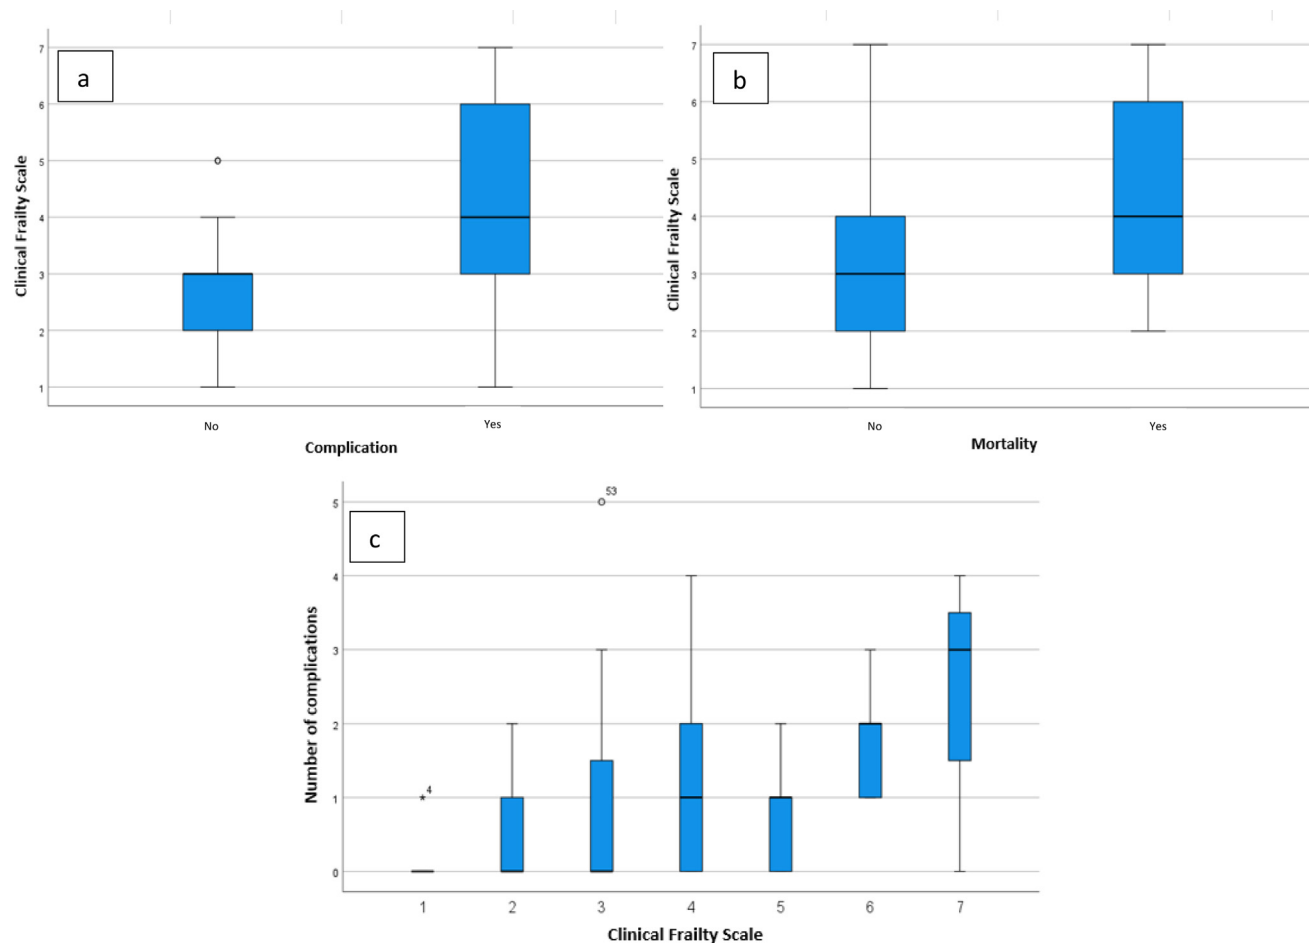 a
7
6
5
4
3
2
1
Clinical Frailty Scale
No
Yes
Complication
b
7
6
5
4
3
2
1
Clinical Frailty Scale
No
Yes
Mortality
c
5
4
3
2
1
0
Number of complications
53
4
1 2 3 4 5 6 7
Clinical Frailty Scale